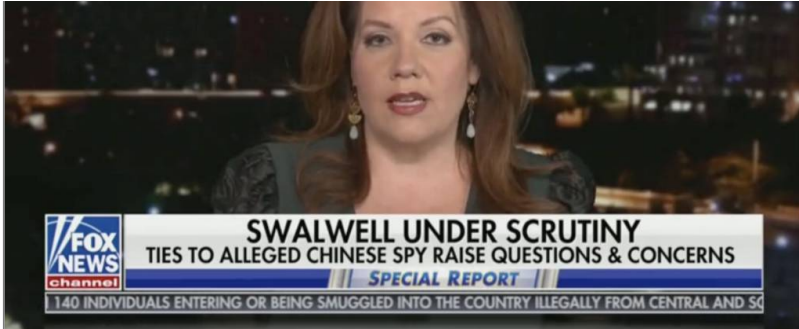 SWALWELL UNDER SCRUTINY
TIES TO ALLEGED CHINESE SPY RAISE QUESTIONS & CONCERNS
FOX
NEWS
channel
SPECIAL REPORT
140 INDIVIDUALS ENTERING OR BEING SMUGGLED INTO THE COUNTRY ILLEGALLY FROM CENTRAL AND SO